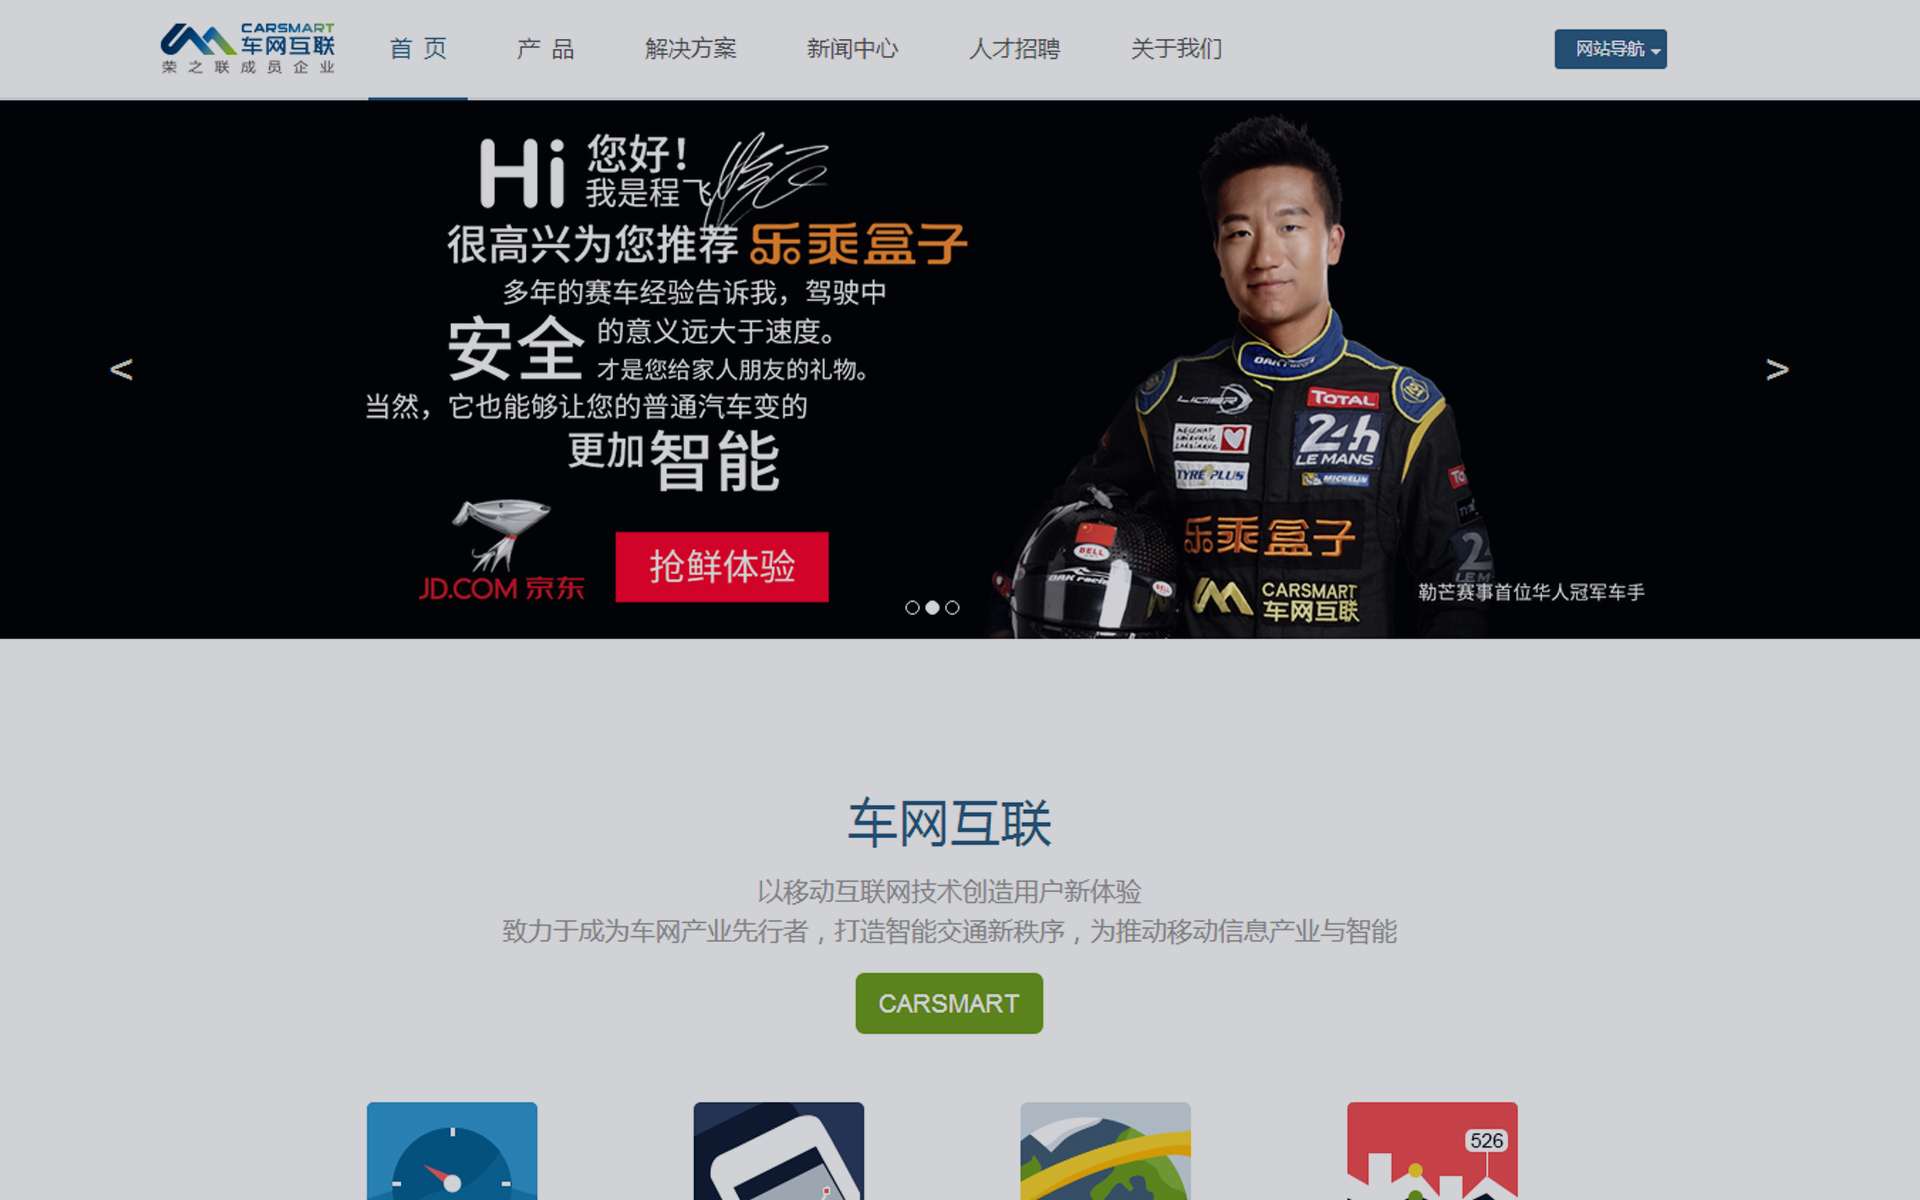 CARSMART
车网互联
荣之联成员企业
首 页
产 品
解决方案
新闻中心
人才招聘
关于我们
网站导航
Hi 您好！
我是程飞
很高兴为您推荐 乐乘盒子
多年的赛车经验告诉我，驾驶中
安全 的意义远大于速度。
才是您给家人朋友的礼物。
当然，它也能够让您的普通汽车变的
更加 智能
JD.COM 京东
抢鲜体验
<
>
OAK RACING
LIGIER
TOTAL
24h
LE MANS
TYREPLUS
MICHELIN
乐乘盒子
CARSMART
车网互联
BELL
OAK racing
BELL
勒芒赛事首位华人冠军车手
车网互联
以移动互联网技术创造用户新体验
致力于成为车网产业先行者，打造智能交通新秩序，为推动移动信息产业与智能
CARSMART
526